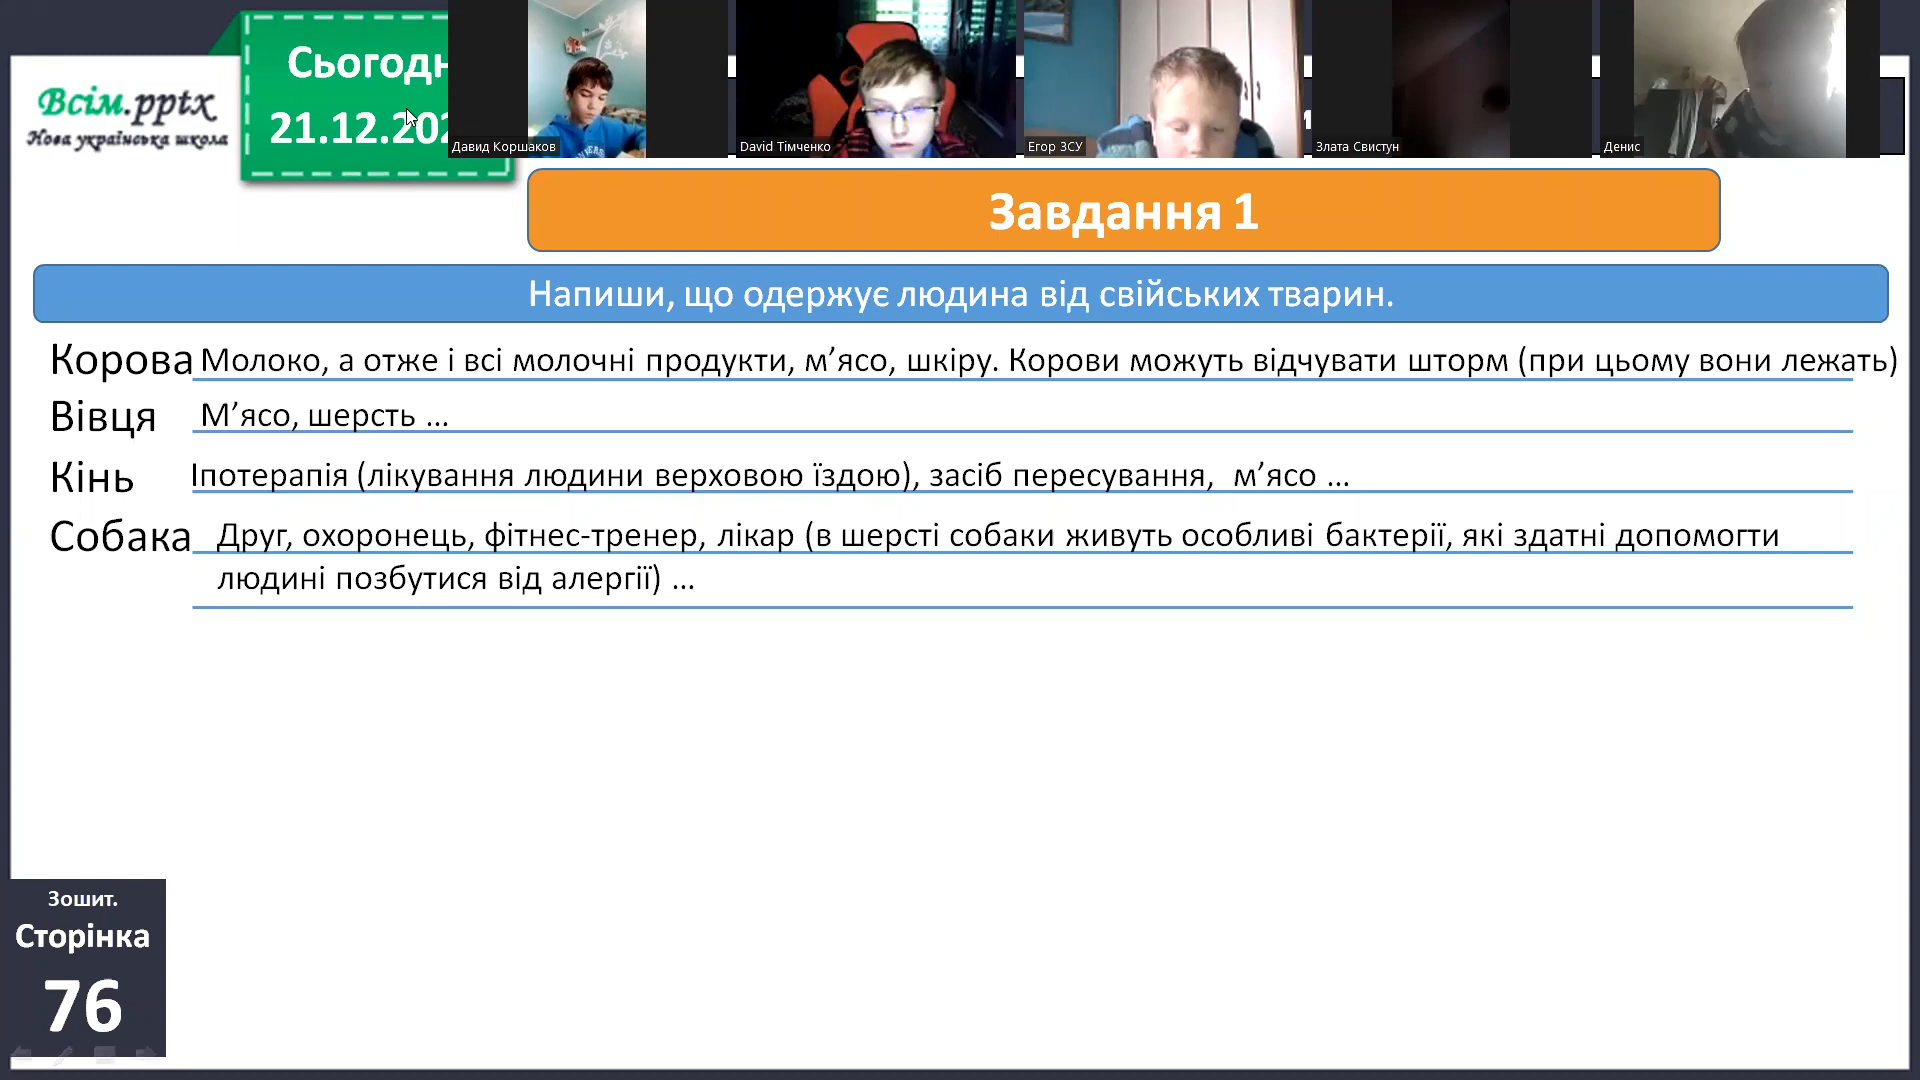 Всім.pptx
Нова українська школа
Сьогодн
21.12.202
Давид Коршаков
David Тімченко
Егор ЗСУ
Злата Свистун
Денис
Завдання 1
Напиши, що одержує людина від свійських тварин.
Корова Молоко, а отже і всі молочні продукти, м’ясо, шкіру. Корови можуть відчувати шторм (при цьому вони лежать)
Вівця М’ясо, шерсть ...
Кінь Іпотерапія (лікування людини верховою їздою), засіб пересування, м’ясо ...
Собака Друг, охоронець, фітнес-тренер, лікар (в шерсті собаки живуть особливі бактерії, які здатні допомогти
людині позбутися від алергії) ...
Зошит.
Сторінка
76